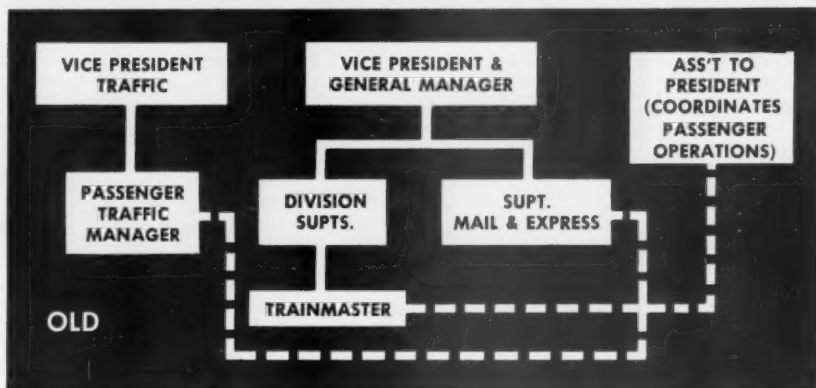 VICE PRESIDENT
TRAFFIC
VICE PRESIDENT &
GENERAL MANAGER
ASS'T TO
PRESIDENT
(COORDINATES
PASSENGER
OPERATIONS)
PASSENGER
TRAFFIC
MANAGER
DIVISION
SUPTS.
SUPT.
MAIL & EXPRESS
TRAINMASTER
OLD